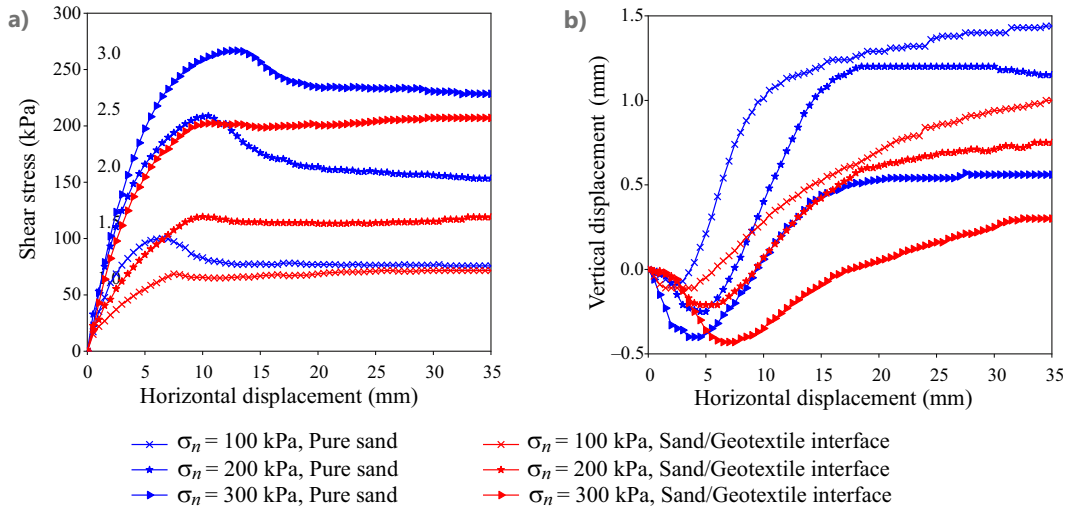 a)
300
250
200
150
100
50
0
3.0
2.5
2.0
1.5
0
Shear stress (kPa)
0 5 10 15 20 25 30 35
Horizontal displacement (mm)
b)
1.5
1.0
0.5
0.0
–0.5
Vertical displacement (mm)
0 5 10 15 20 25 30 35
Horizontal displacement (mm)
σn = 100 kPa, Pure sand
σn = 200 kPa, Pure sand
σn = 300 kPa, Pure sand
σn = 100 kPa, Sand/Geotextile interface
σn = 200 kPa, Sand/Geotextile interface
σn = 300 kPa, Sand/Geotextile interface